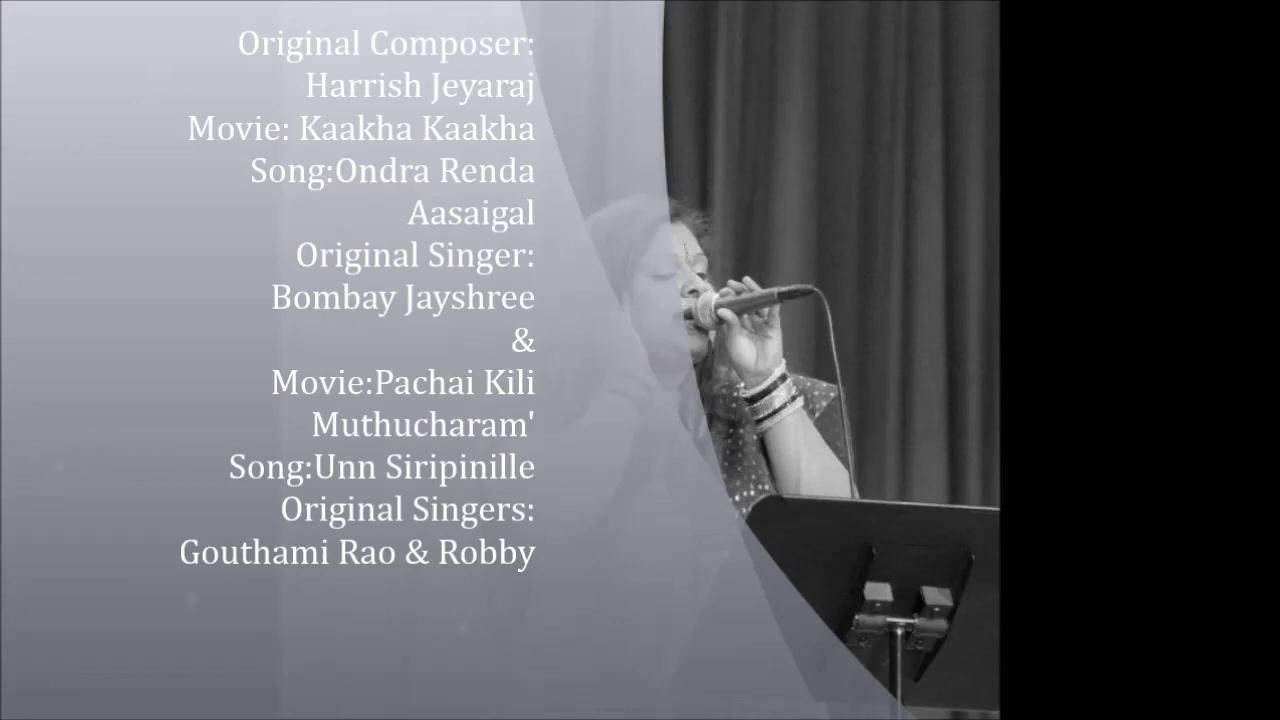 Original Composer:
Harrish Jeyaraj
Movie: Kaakha Kaakha
Song:Ondra Renda
Aasaigal
Original Singer:
Bombay Jayshree
&
Movie:Pachai Kili
Muthucharam'
Song:Unn Siripinille
Original Singers:
Gouthami Rao & Robby